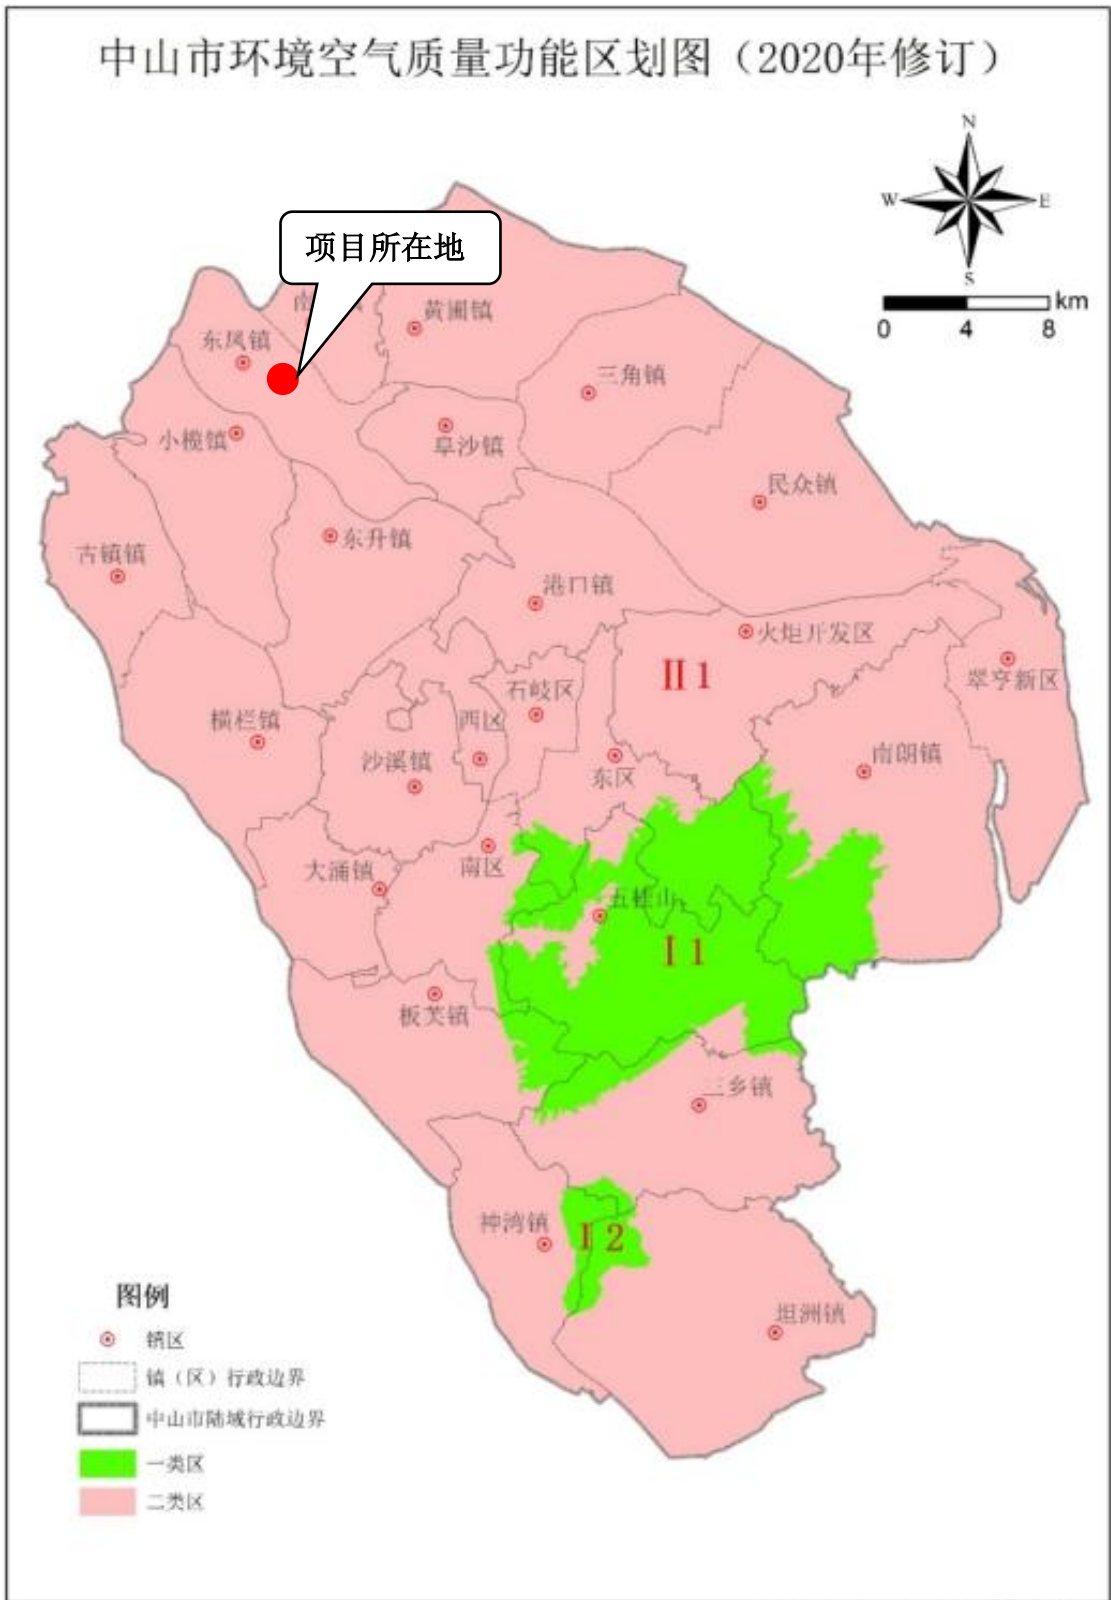 中山市环境空气质量功能区划图（2020年修订）
N
W
E
S
km
0 4 8
项目所在地
南
黄圃镇
东凤镇
三角镇
小榄镇
阜沙镇
民众镇
东升镇
古镇镇
港口镇
火炬开发区
Ⅱ1
翠亨新区
石岐区
横栏镇
西区
沙溪镇
东区
南朗镇
南区
大涌镇
五桂山
Ⅰ1
板芙镇
三乡镇
神湾镇
Ⅰ2
坦洲镇
图例
镇区
镇（区）行政边界
中山市陆域行政边界
一类区
二类区